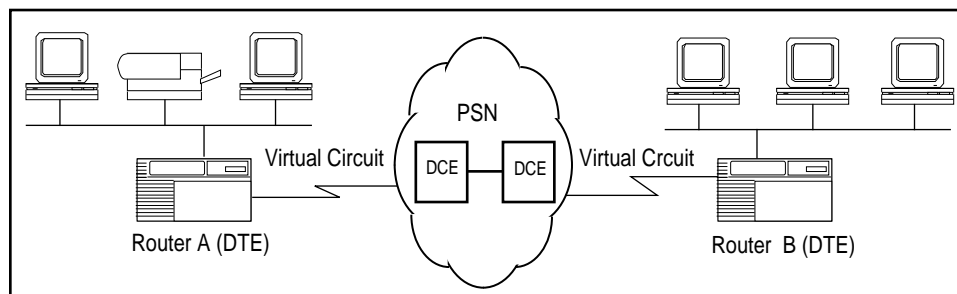 PSN
Virtual Circuit
DCE
DCE
Virtual Crcuit
Router A (DTE)
Router B (DTE)